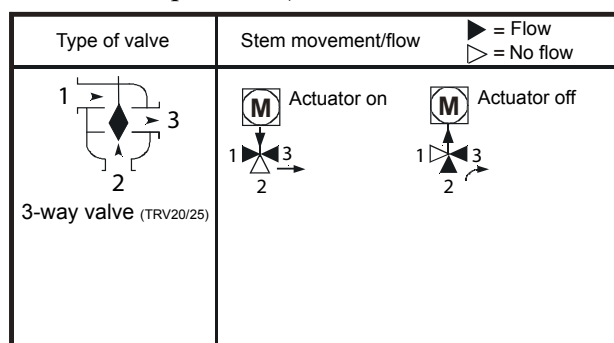 Type of valve
Stem movement/flow
= Flow
= No flow
1
3
2
3-way valve (TRV20/25)
M Actuator on
1 3
2
M Actuator off
1 3
2